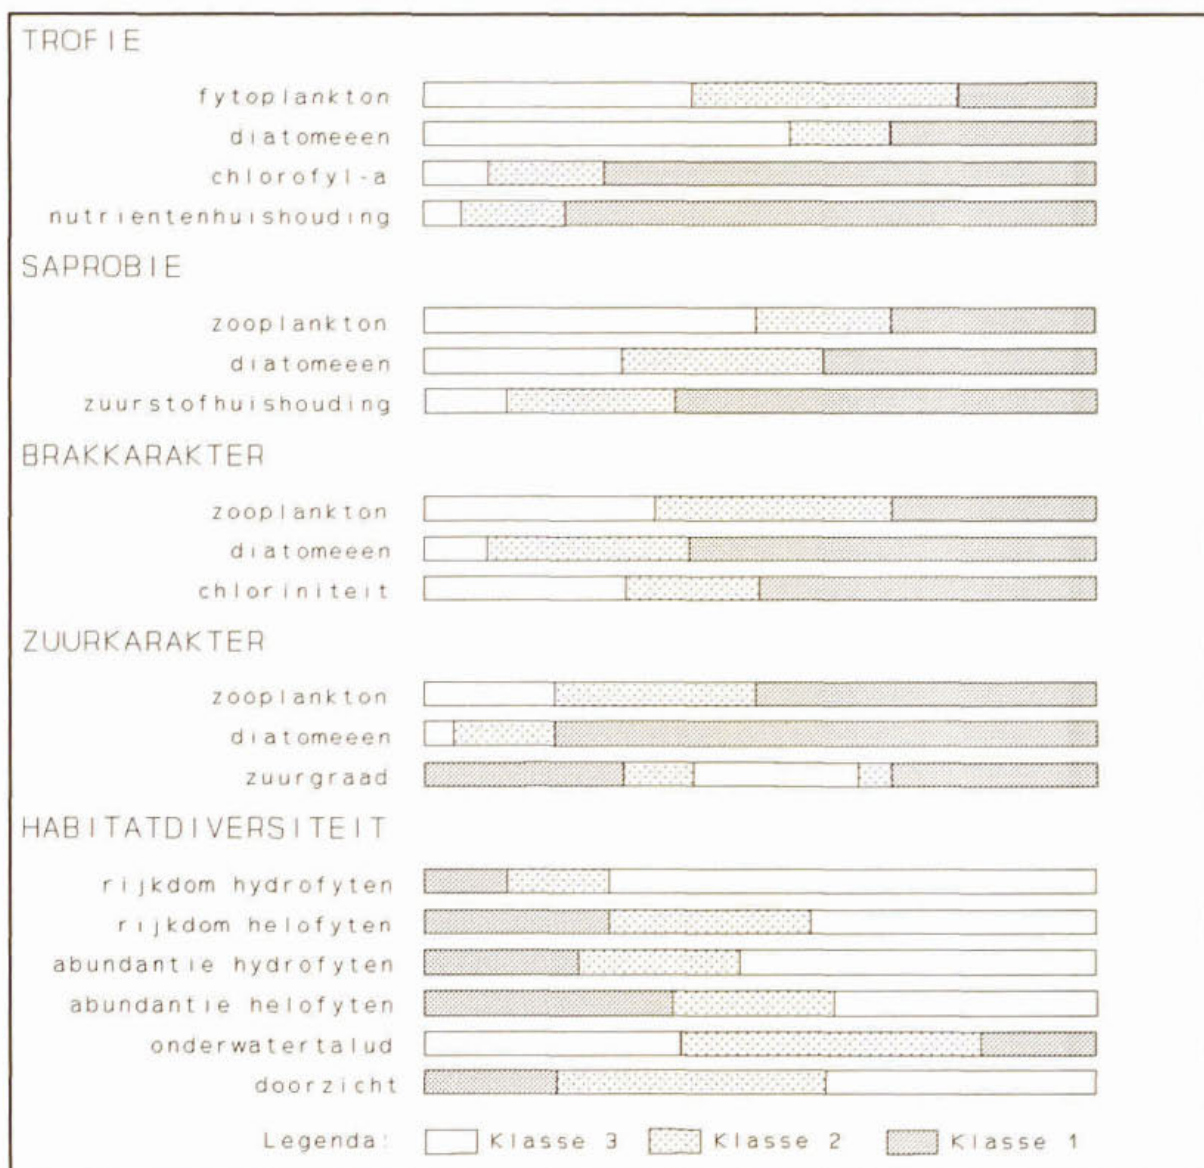 TROFIE
fytoplankton
diatomeeen
chlorofyl-a
nutrientenhuishouding
SAPROBIE
zooplankton
diatomeeen
zuurstofhuishouding
BRAKKARAKTER
zooplankton
diatomeeen
chloriniteit
ZUURKARAKTER
zooplankton
diatomeeen
zuurgraad
HABITATDIVERSITEIT
rijkdom hydrofyten
rijkdom helofyten
abundantie hydrofyten
abundantie helofyten
onderwatertalud
doorzicht
Legenda: Klasse 3 Klasse 2 Klasse 1